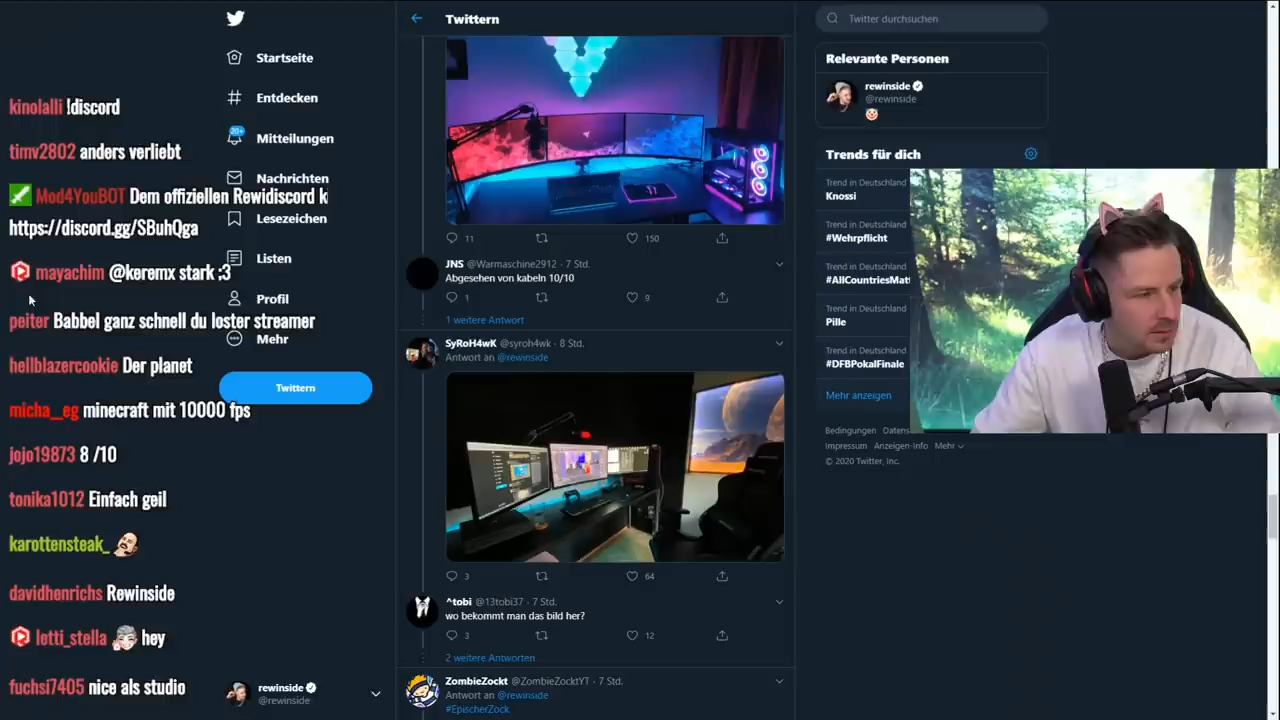 kinolalli !discord
timv2802 anders verliebt
Mod4YouBOT Dem offiziellen Rewidiscord k
https://discord.gg/SBuhQga
mayachim @keremx stark ;3
peiter Babbel ganz schnell du loster streamer
hellblazercookie Der planet
micha__eg minecraft mit 10000 fps
jojo19873 8 /10
tonika1012 Einfach geil
karottensteak_
davidhenrichs Rewinside
lotti_stella hey
fuchsi7405 nice als studio
Startseite
Entdecken
20+
Mitteilungen
Nachrichten
Lesezeichen
Listen
Profil
Mehr
Twittern
rewinside
@rewinside
Twittern
11 150
JNS @Warmaschine2912 · 7 Std.
Abgesehen von kabeln 10/10
1 9
1 weitere Antwort
SyRoH4wK @syroh4wk · 8 Std.
Antwort an @rewinside
3 64
^tobi @13tobi37 · 7 Std.
wo bekommt man das bild her?
3 12
2 weitere Antworten
ZombieZockt @ZombieZocktYT · 7 Std.
Antwort an @rewinside
#EpischerZock
Twitter durchsuchen
Relevante Personen
rewinside
@rewinside
Trends für dich
Trend in Deutschland
Knossi
Trend in Deutschland
#Wehrpflicht
Trend in Deutschland
#AllCountriesMatt
Trend in Deutschland
Pille
Trend in Deutschland
#DFBPokalFinale
Mehr anzeigen
Bedingungen Datens
Impressum Anzeigen-Info Mehr
© 2020 Twitter, Inc.